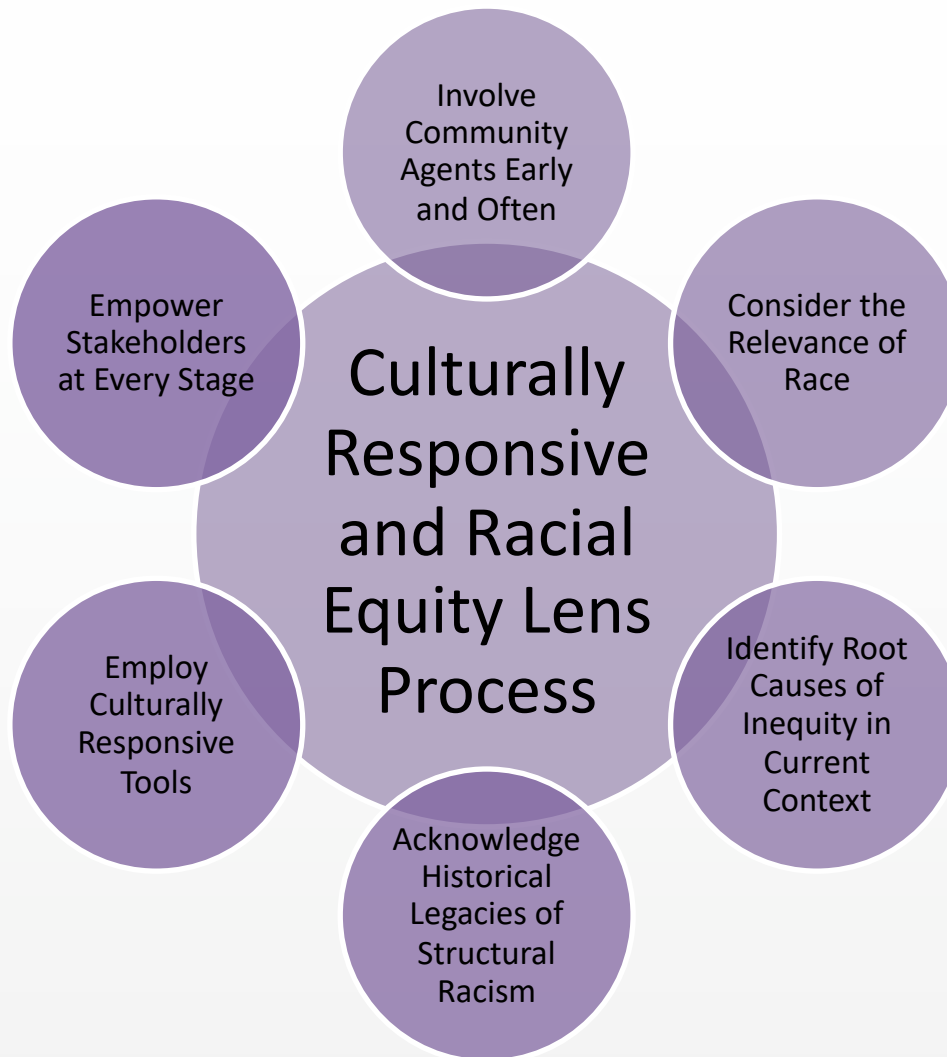 Involve
Community
Agents Early
and Often
Consider the
Relevance of
Race
Identify Root
Causes of
Inequity in
Current
Context
Acknowledge
Historical
Legacies of
Structural
Racism
Employ
Culturally
Responsive
Tools
Empower
Stakeholders
at Every Stage
Culturally
Responsive
and Racial
Equity Lens
Process